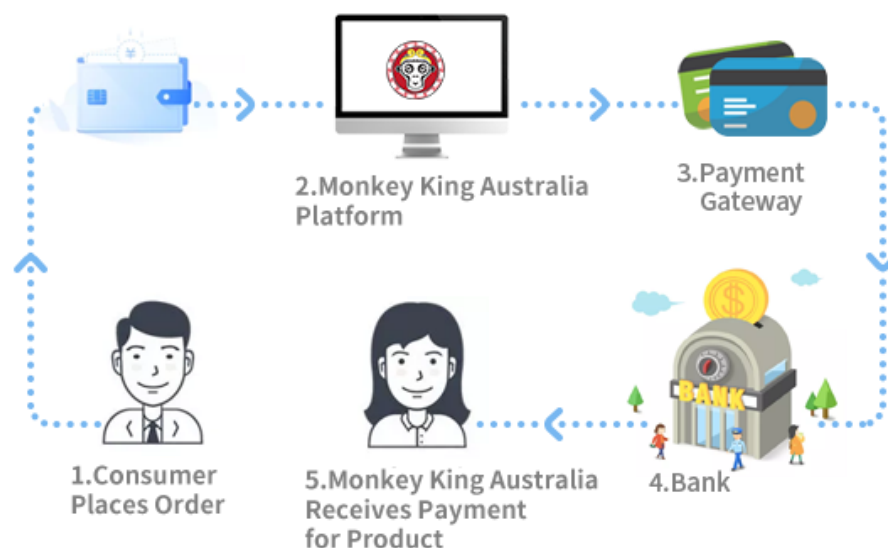 ¥
2.Monkey King Australia
Platform
3.Payment
Gateway
$
BANK
1.Consumer
Places Order
5.Monkey King Australia
Receives Payment
for Product
4.Bank